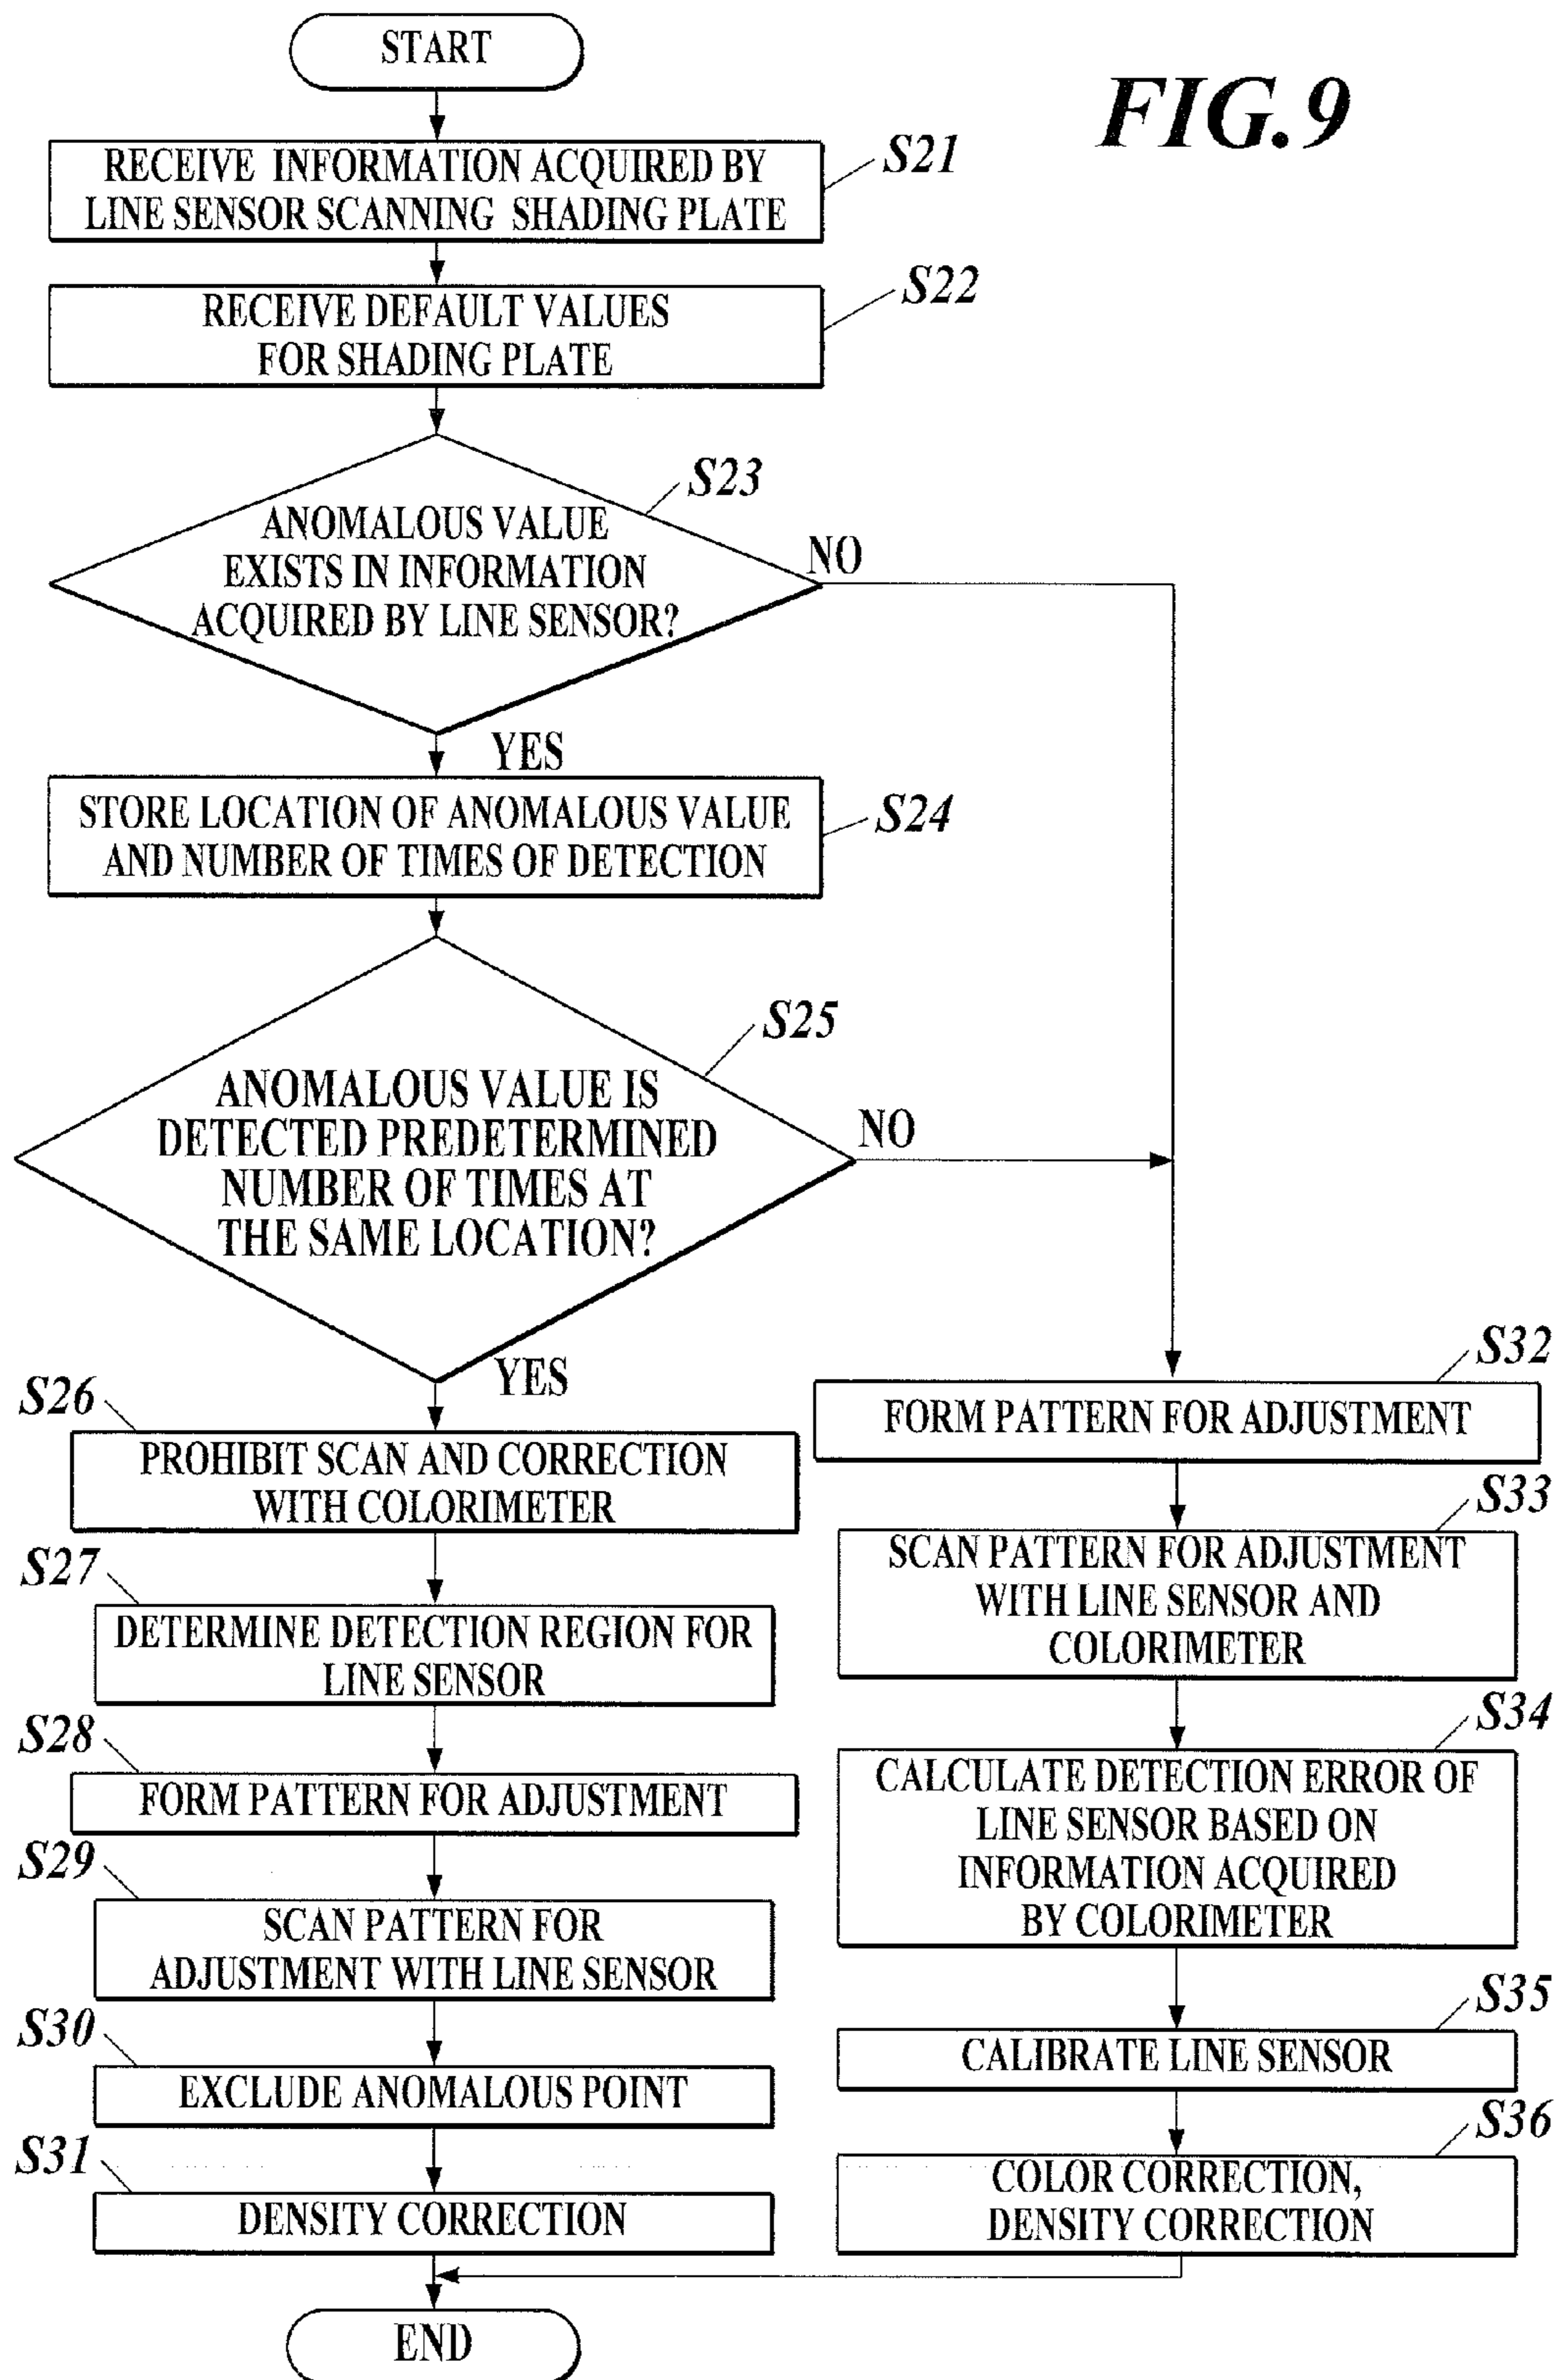 START
FIG.9
RECEIVE INFORMATION ACQUIRED BY
LINE SENSOR SCANNING SHADING PLATE
S21
RECEIVE DEFAULT VALUES
FOR SHADING PLATE
S22
ANOMALOUS VALUE
EXISTS IN INFORMATION
ACQUIRED BY LINE SENSOR?
S23
NO
YES
STORE LOCATION OF ANOMALOUS VALUE
AND NUMBER OF TIMES OF DETECTION
S24
ANOMALOUS VALUE IS
DETECTED PREDETERMINED
NUMBER OF TIMES AT
THE SAME LOCATION?
S25
NO
YES
S26
PROHIBIT SCAN AND CORRECTION
WITH COLORIMETER
S27
DETERMINE DETECTION REGION FOR
LINE SENSOR
S28
FORM PATTERN FOR ADJUSTMENT
S29
SCAN PATTERN FOR
ADJUSTMENT WITH LINE SENSOR
S30
EXCLUDE ANOMALOUS POINT
S31
DENSITY CORRECTION
S32
FORM PATTERN FOR ADJUSTMENT
S33
SCAN PATTERN FOR ADJUSTMENT
WITH LINE SENSOR AND
COLORIMETER
S34
CALCULATE DETECTION ERROR OF
LINE SENSOR BASED ON
INFORMATION ACQUIRED
BY COLORIMETER
S35
CALIBRATE LINE SENSOR
S36
COLOR CORRECTION,
DENSITY CORRECTION
END